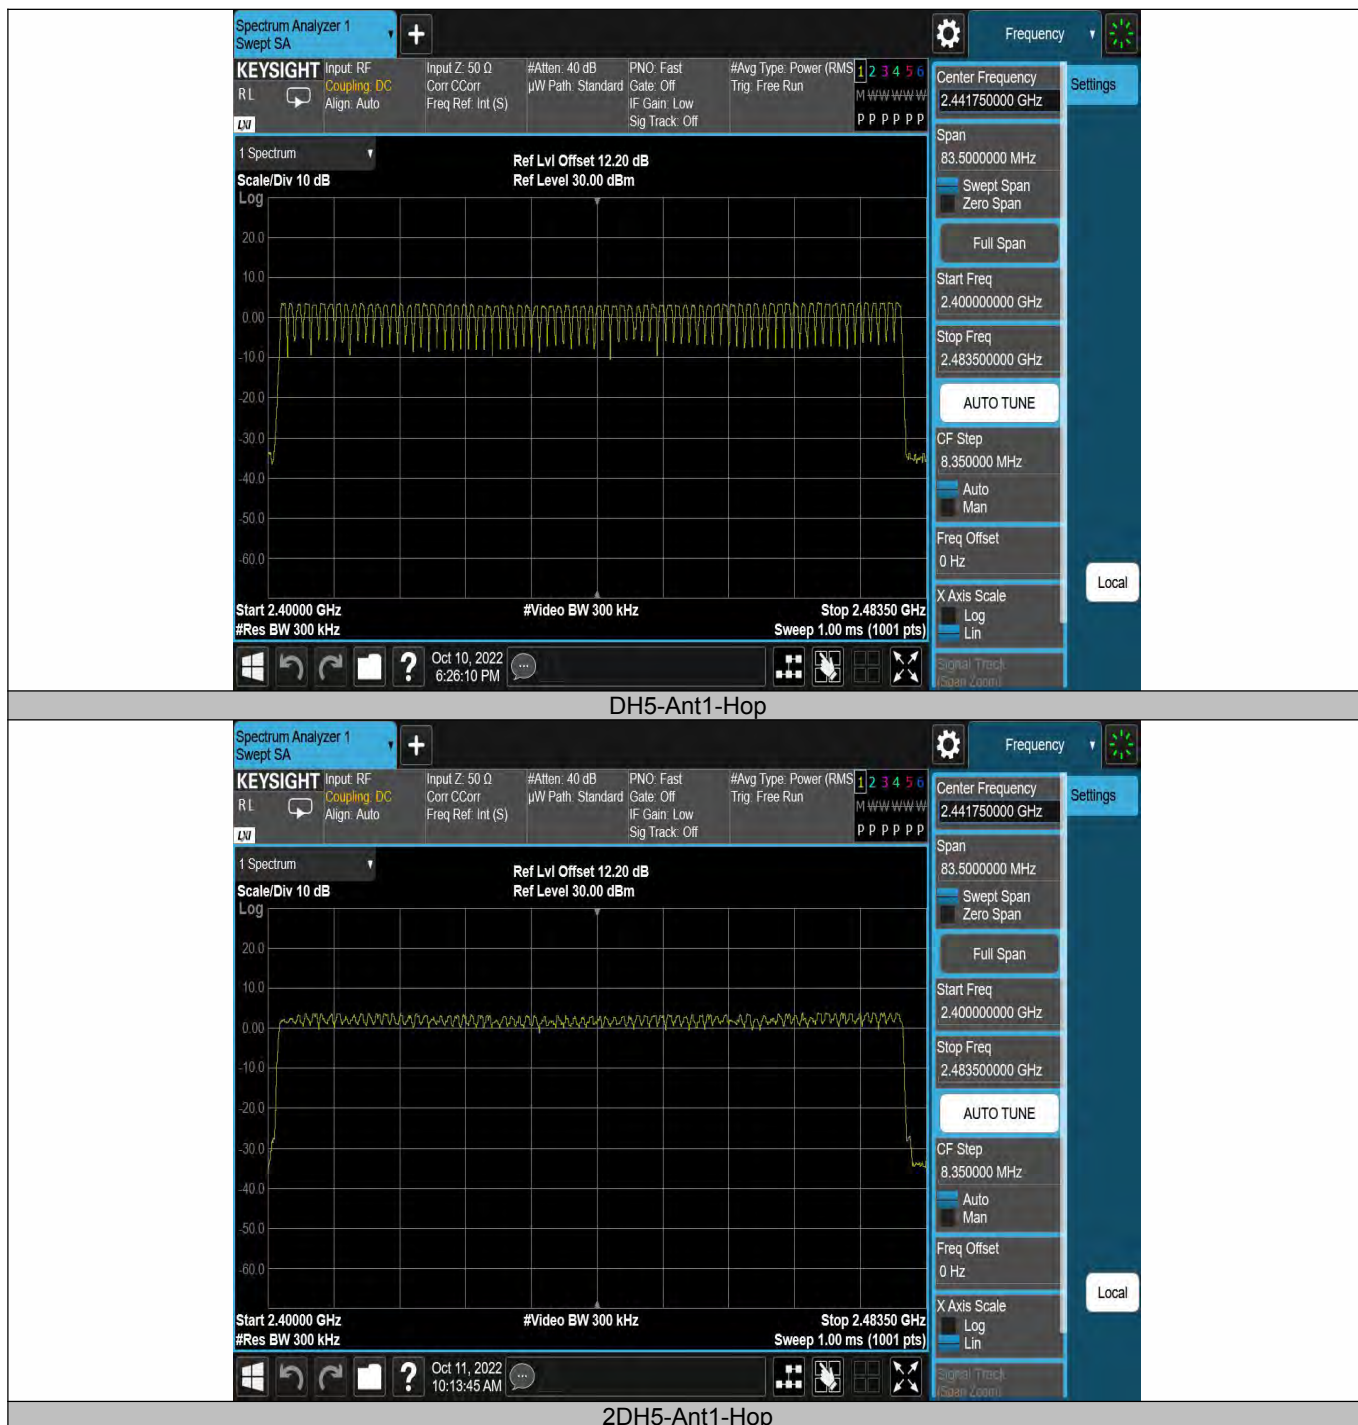 Spectrum Analyzer 1
Swept SA
+
Frequency
KEYSIGHT
RL
LXI
Input: RF
Coupling: DC
Align: Auto
Input Z: 50 Ω
Corr CCorr
Freq Ref: Int (S)
#Atten: 40 dB
µW Path: Standard
PNO: Fast
Gate: Off
IF Gain: Low
Sig Track: Off
#Avg Type: Power (RMS
Trig: Free Run
1 2 3 4 5 6
M W W W W W
P P P P P P
1 Spectrum
Scale/Div 10 dB
Ref Lvl Offset 12.20 dB
Ref Level 30.00 dBm
Log
20.0
10.0
0.00
-10.0
-20.0
-30.0
-40.0
-50.0
-60.0
Start 2.40000 GHz
#Res BW 300 kHz
#Video BW 300 kHz
Stop 2.48350 GHz
Sweep 1.00 ms (1001 pts)
?
Oct 10, 2022
6:26:10 PM
Center Frequency
2.441750000 GHz
Span
83.5000000 MHz
Swept Span
Zero Span
Full Span
Start Freq
2.400000000 GHz
Stop Freq
2.483500000 GHz
AUTO TUNE
CF Step
8.350000 MHz
Auto
Man
Freq Offset
0 Hz
X Axis Scale
Log
Lin
Signal Track
(Span Zoom)
Settings
Local
DH5-Ant1-Hop
Spectrum Analyzer 1
Swept SA
+
Frequency
KEYSIGHT
RL
LXI
Input: RF
Coupling: DC
Align: Auto
Input Z: 50 Ω
Corr CCorr
Freq Ref: Int (S)
#Atten: 40 dB
µW Path: Standard
PNO: Fast
Gate: Off
IF Gain: Low
Sig Track: Off
#Avg Type: Power (RMS
Trig: Free Run
1 2 3 4 5 6
M W W W W W
P P P P P P
1 Spectrum
Scale/Div 10 dB
Ref Lvl Offset 12.20 dB
Ref Level 30.00 dBm
Log
20.0
10.0
0.00
-10.0
-20.0
-30.0
-40.0
-50.0
-60.0
Start 2.40000 GHz
#Res BW 300 kHz
#Video BW 300 kHz
Stop 2.48350 GHz
Sweep 1.00 ms (1001 pts)
?
Oct 11, 2022
10:13:45 AM
Center Frequency
2.441750000 GHz
Span
83.5000000 MHz
Swept Span
Zero Span
Full Span
Start Freq
2.400000000 GHz
Stop Freq
2.483500000 GHz
AUTO TUNE
CF Step
8.350000 MHz
Auto
Man
Freq Offset
0 Hz
X Axis Scale
Log
Lin
Signal Track
(Span Zoom)
Settings
Local
2DH5-Ant1-Hop